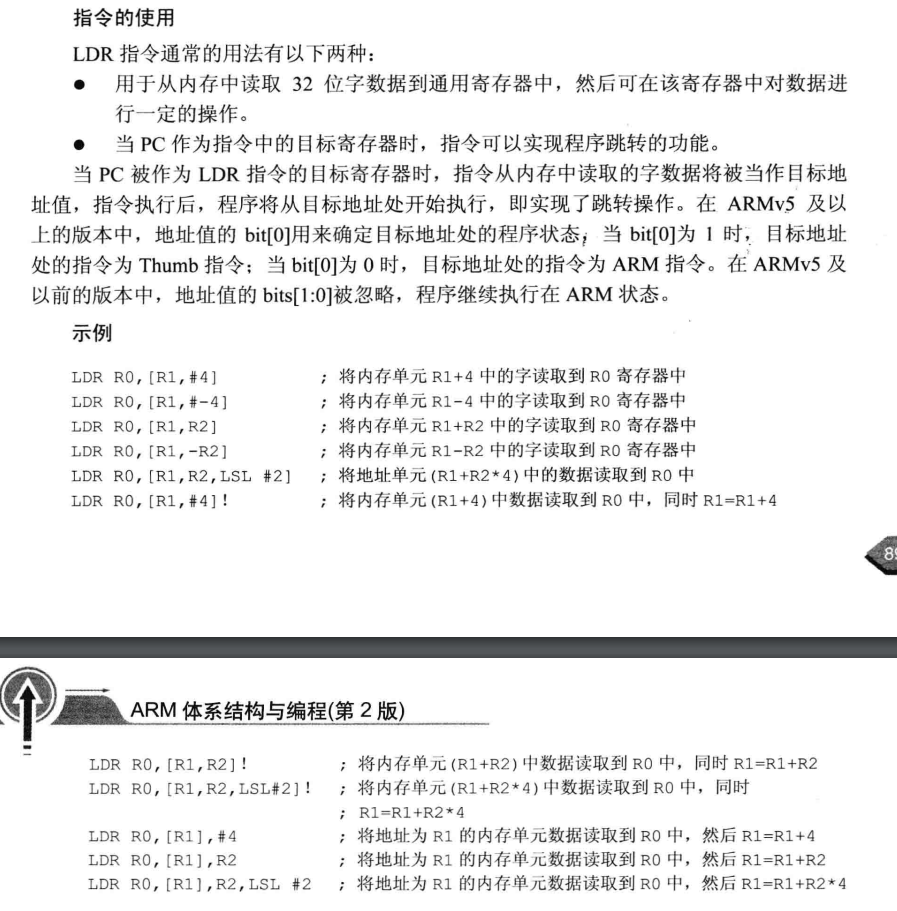 指令的使用
LDR 指令通常的用法有以下两种：
● 用于从内存中读取 32 位字数据到通用寄存器中，然后可在该寄存器中对数据进
行一定的操作。
● 当 PC 作为指令中的目标寄存器时，指令可以实现程序跳转的功能。
当 PC 被作为 LDR 指令的目标寄存器时，指令从内存中读取的字数据将被当作目标地
址值，指令执行后，程序将从目标地址处开始执行，即实现了跳转操作。在 ARMv5 及以
上的版本中，地址值的 bit[0]用来确定目标地址处的程序状态；当 bit[0]为 1 时，目标地址
处的指令为 Thumb 指令；当 bit[0]为 0 时，目标地址处的指令为 ARM 指令。在 ARMv5 及
以前的版本中，地址值的 bits[1:0]被忽略，程序继续执行在 ARM 状态。
示例
LDR R0,[R1,#4] ; 将内存单元 R1+4 中的字读取到 R0 寄存器中
LDR R0,[R1,#-4] ; 将内存单元 R1-4 中的字读取到 R0 寄存器中
LDR R0,[R1,R2] ; 将内存单元 R1+R2 中的字读取到 R0 寄存器中
LDR R0,[R1,-R2] ; 将内存单元 R1-R2 中的字读取到 R0 寄存器中
LDR R0,[R1,R2,LSL #2] ; 将地址单元(R1+R2*4)中的数据读取到 R0 中
LDR R0,[R1,#4]! ; 将内存单元(R1+4)中数据读取到 R0 中，同时 R1=R1+4
89
ARM 体系结构与编程(第 2 版)
LDR R0,[R1,R2]! ; 将内存单元(R1+R2)中数据读取到 R0 中，同时 R1=R1+R2
LDR R0,[R1,R2,LSL#2]! ; 将内存单元(R1+R2*4)中数据读取到 R0 中，同时
; R1=R1+R2*4
LDR R0,[R1],#4 ; 将地址为 R1 的内存单元数据读取到 R0 中，然后 R1=R1+4
LDR R0,[R1],R2 ; 将地址为 R1 的内存单元数据读取到 R0 中，然后 R1=R1+R2
LDR R0,[R1],R2,LSL #2 ; 将地址为 R1 的内存单元数据读取到 R0 中，然后 R1=R1+R2*4